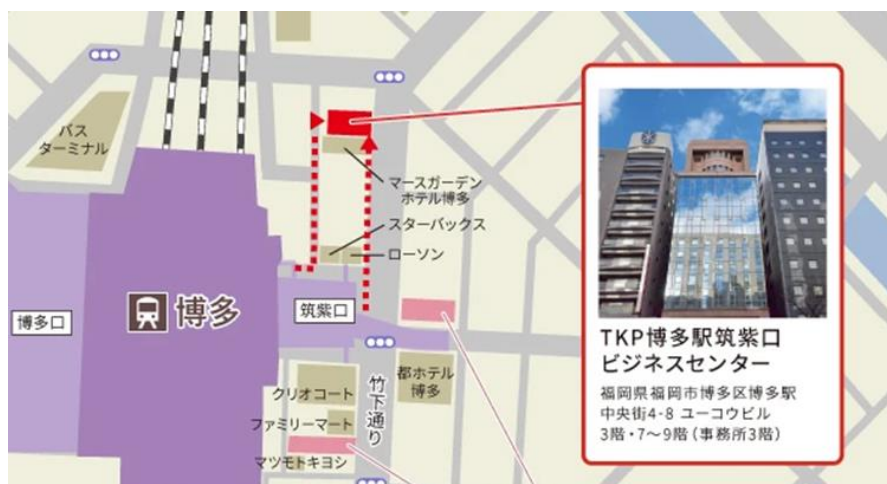 バス
ターミナル
マースガーデン
ホテル博多
スターバックス
ローソン
博多口
博多
筑紫口
都ホテル
博多
クリオコート
竹下通り
ファミリーマート
マツモトキヨシ
TKP博多駅筑紫口
ビジネスセンター
福岡県福岡市博多区博多駅
中央街4-8 ユーコウビル
3階・7～9階(事務所3階)